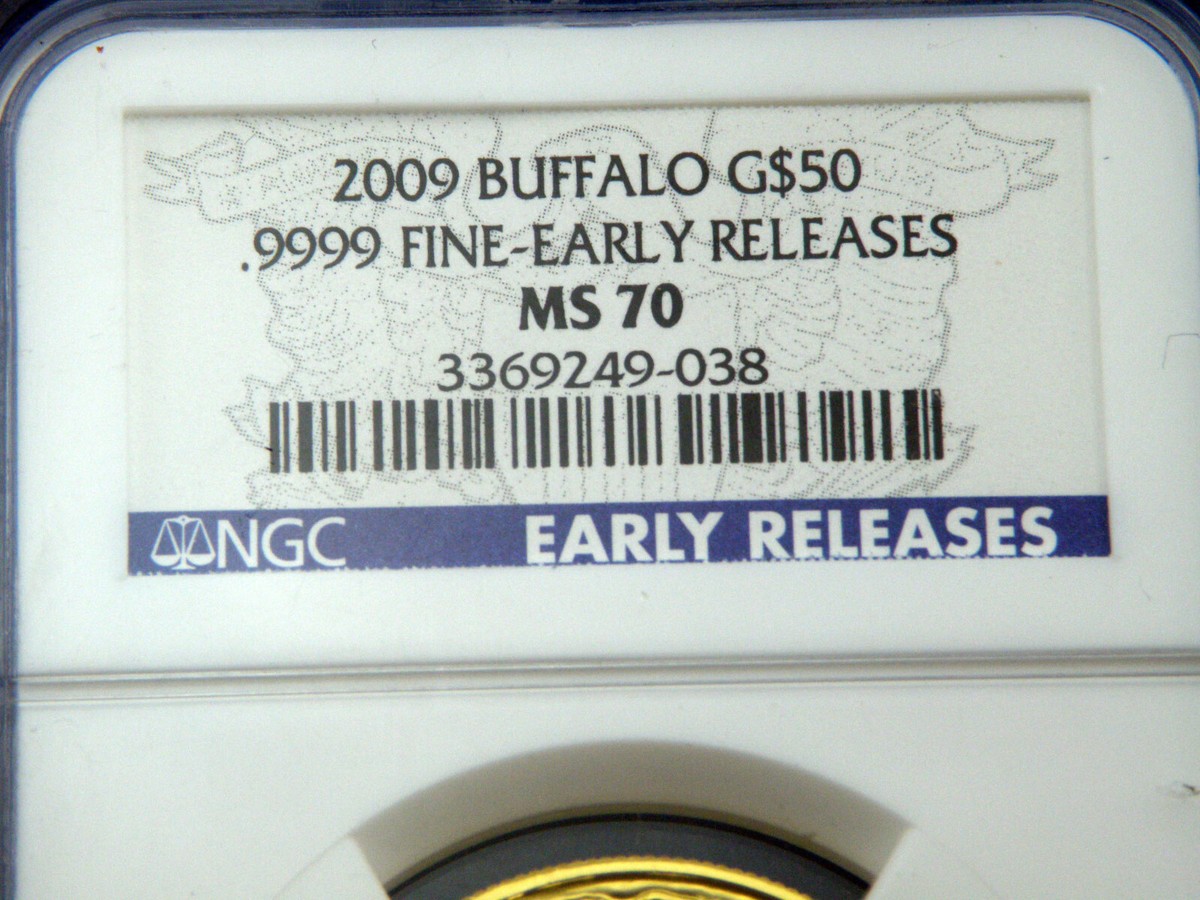 2009 BUFFALO G$50
.9999 FINE-EARLY RELEASES
MS 70
3369249-038
NGC EARLY RELEASES